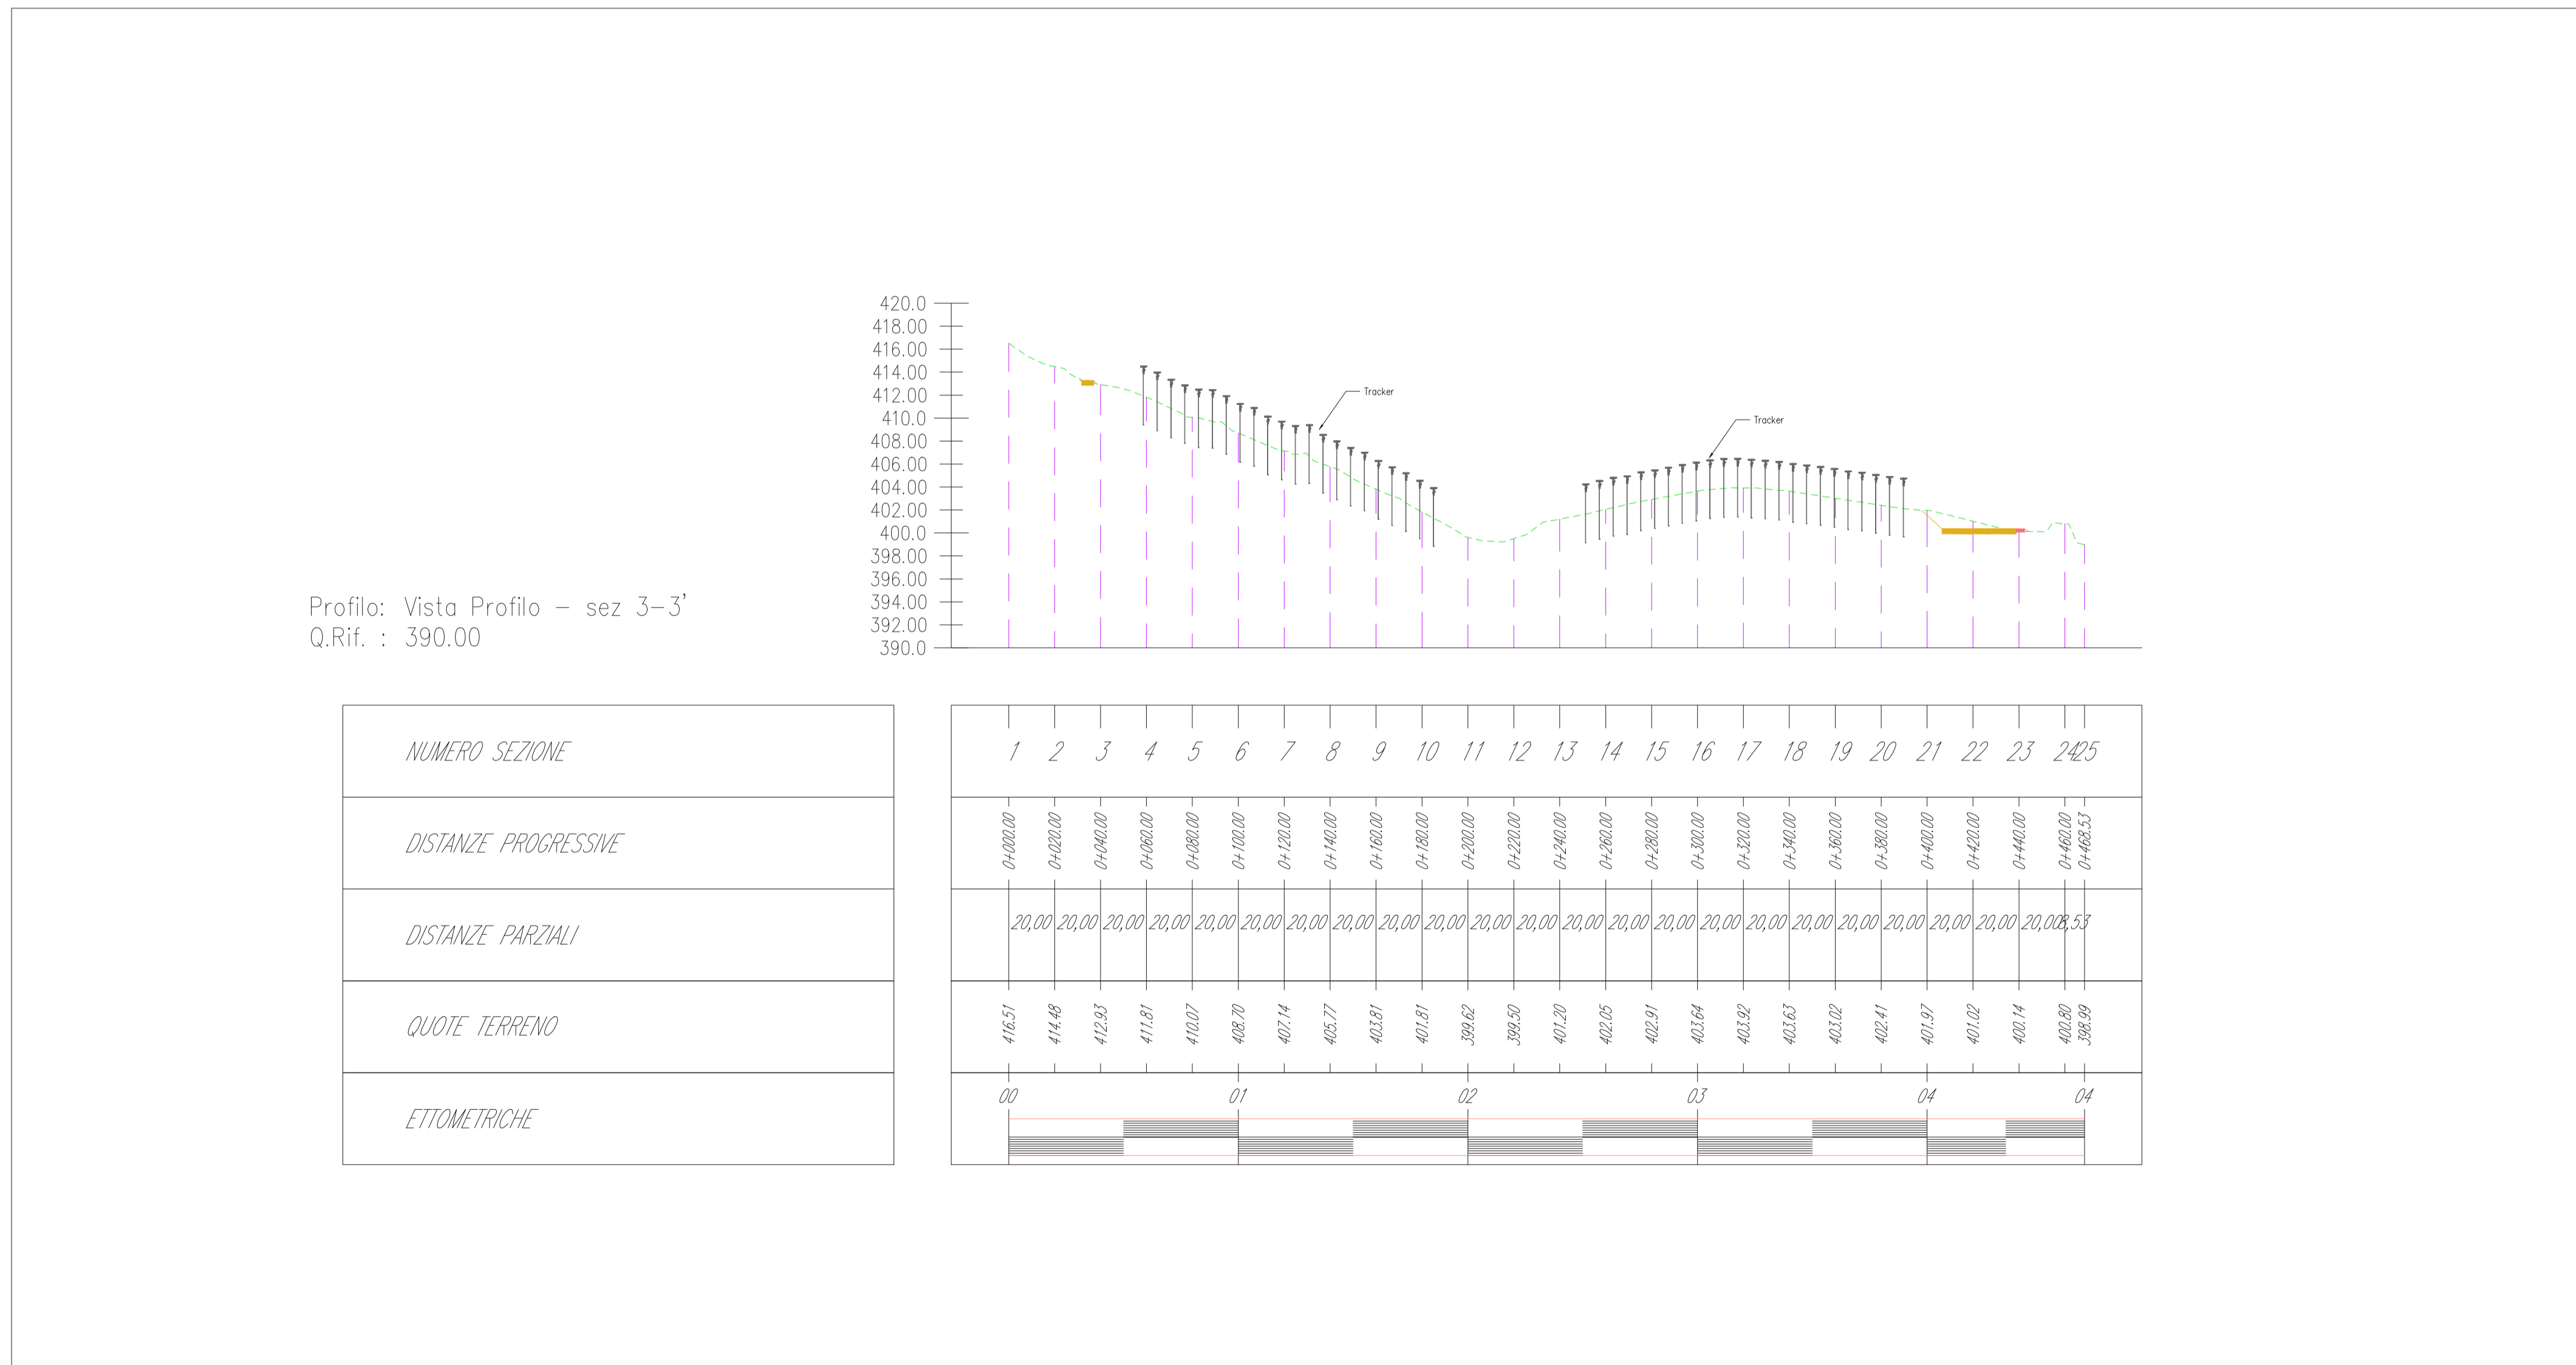 420.0
418.00
416.00
414.00
412.00
410.0
408.00
406.00
404.00
402.00
400.0
398.00
396.00
394.00
392.00
390.0
Tracker
Tracker
Profilo: Vista Profilo – sez 3–3'
Q.Rif. : 390.00
NUMERO SEZIONE
1 2 3 4 5 6 7 8 9 10 11 12 13 14 15 16 17 18 19 20 21 22 23 24 25
DISTANZE PROGRESSIVE
0+000.00 0+020.00 0+040.00 0+060.00 0+080.00 0+100.00 0+120.00 0+140.00 0+160.00 0+180.00 0+200.00 0+220.00 0+240.00 0+260.00 0+280.00 0+300.00 0+320.00 0+340.00 0+360.00 0+380.00 0+400.00 0+420.00 0+440.00 0+460.00 0+468.53
DISTANZE PARZIALI
20,00 20,00 20,00 20,00 20,00 20,00 20,00 20,00 20,00 20,00 20,00 20,00 20,00 20,00 20,00 20,00 20,00 20,00 20,00 20,00 20,00 20,00 20,00 8,53
QUOTE TERRENO
416.51 414.48 412.93 411.81 410.07 408.70 407.14 405.77 403.81 401.81 399.62 399.50 401.20 402.05 402.91 403.64 403.92 403.63 403.02 402.41 401.97 401.02 400.14 400.80 398.99
ETTOMETRICHE
00 01 02 03 04 04